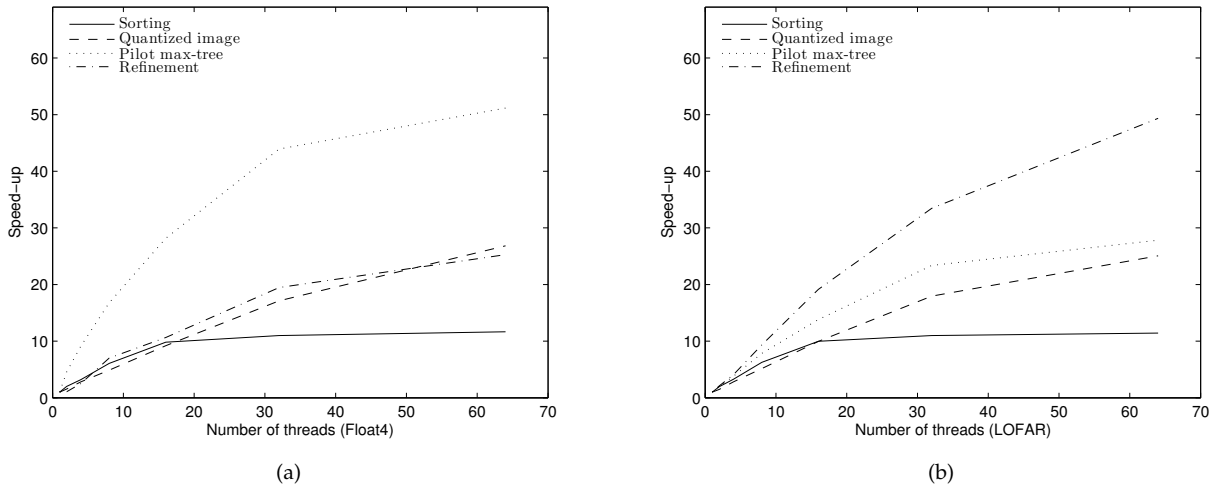 Sorting
Quantized image
Pilot max-tree
Refinement
60
50
40
30
20
10
0
Speed-up
0 10 20 30 40 50 60 70
Number of threads (Float4)
(a)
Sorting
Quantized image
Pilot max-tree
Refinement
60
50
40
30
20
10
0
Speed-up
0 10 20 30 40 50 60 70
Number of threads (LOFAR)
(b)